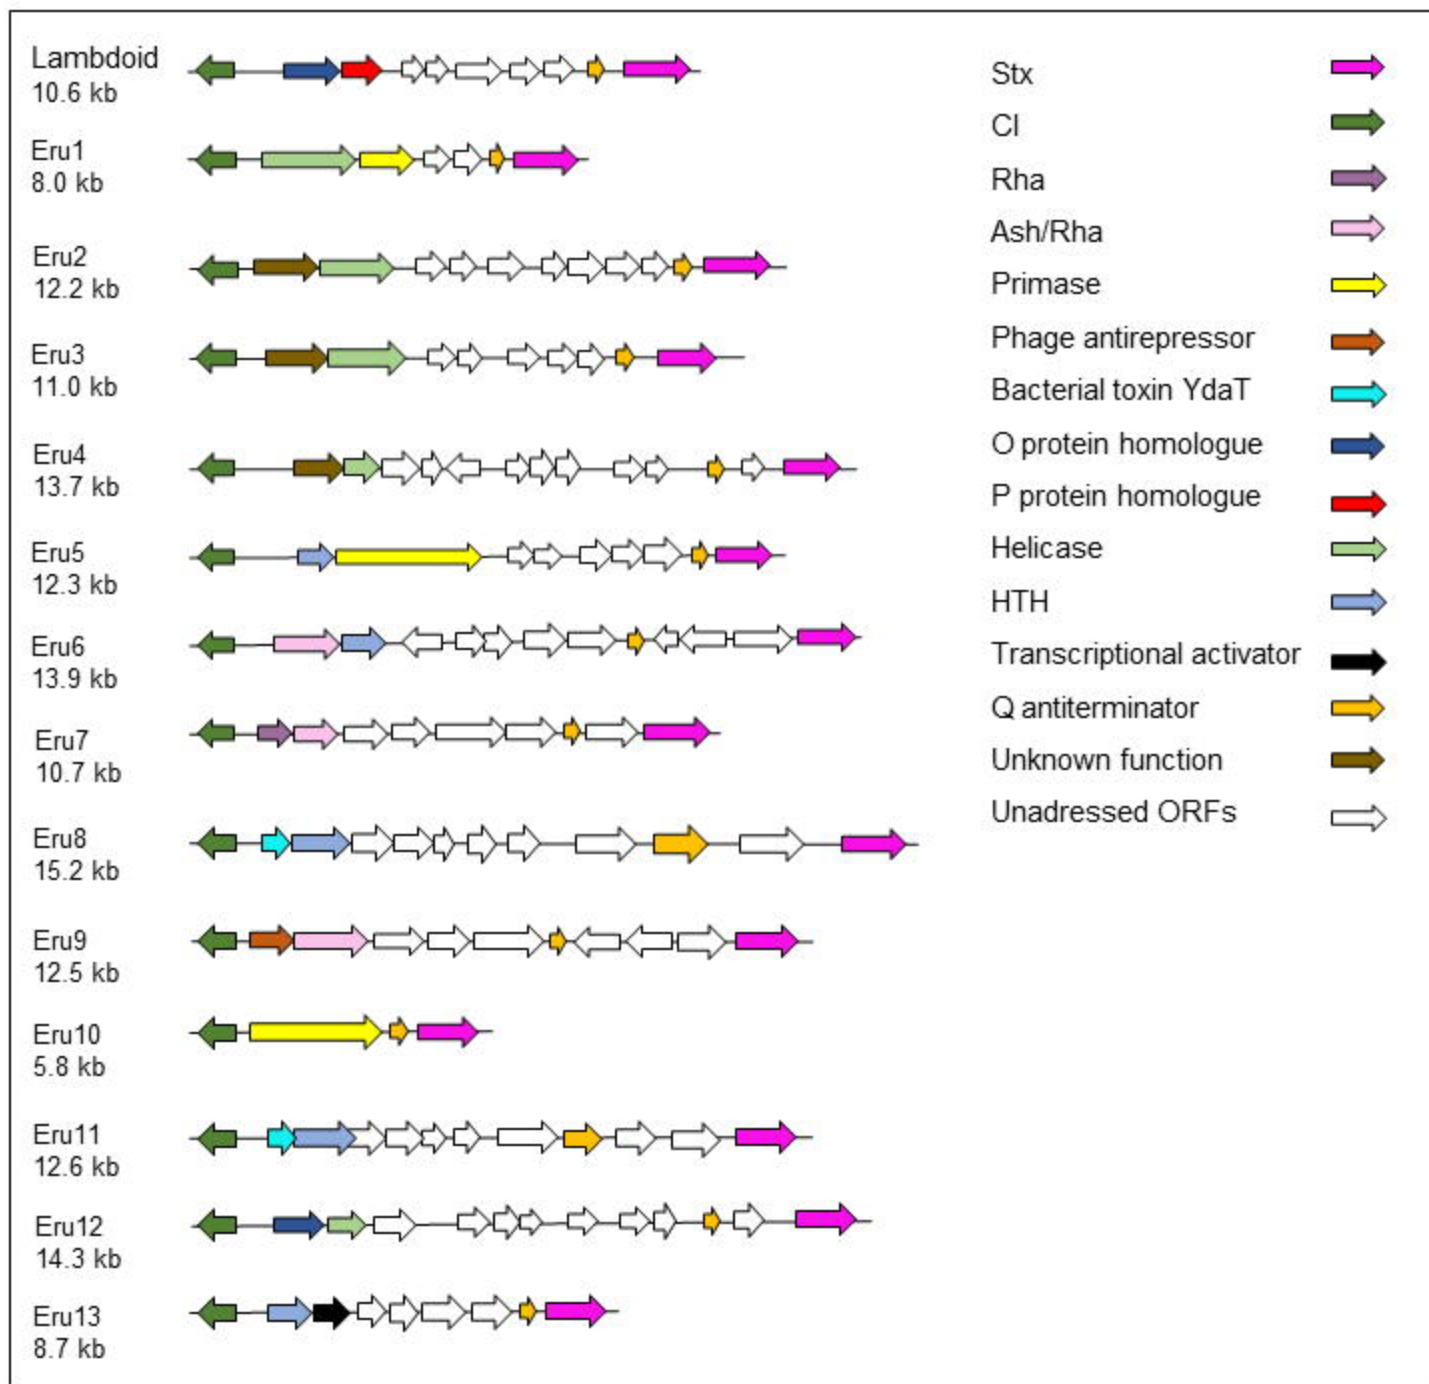 Lambdoid
10.6 kb
Eru1
8.0 kb
Eru2
12.2 kb
Eru3
11.0 kb
Eru4
13.7 kb
Eru5
12.3 kb
Eru6
13.9 kb
Eru7
10.7 kb
Eru8
15.2 kb
Eru9
12.5 kb
Eru10
5.8 kb
Eru11
12.6 kb
Eru12
14.3 kb
Eru13
8.7 kb
Stx
CI
Rha
Ash/Rha
Primase
Phage antirepressor
Bacterial toxin YdaT
O protein homologue
P protein homologue
Helicase
HTH
Transcriptional activator
Q antiterminator
Unknown function
Unadressed ORFs